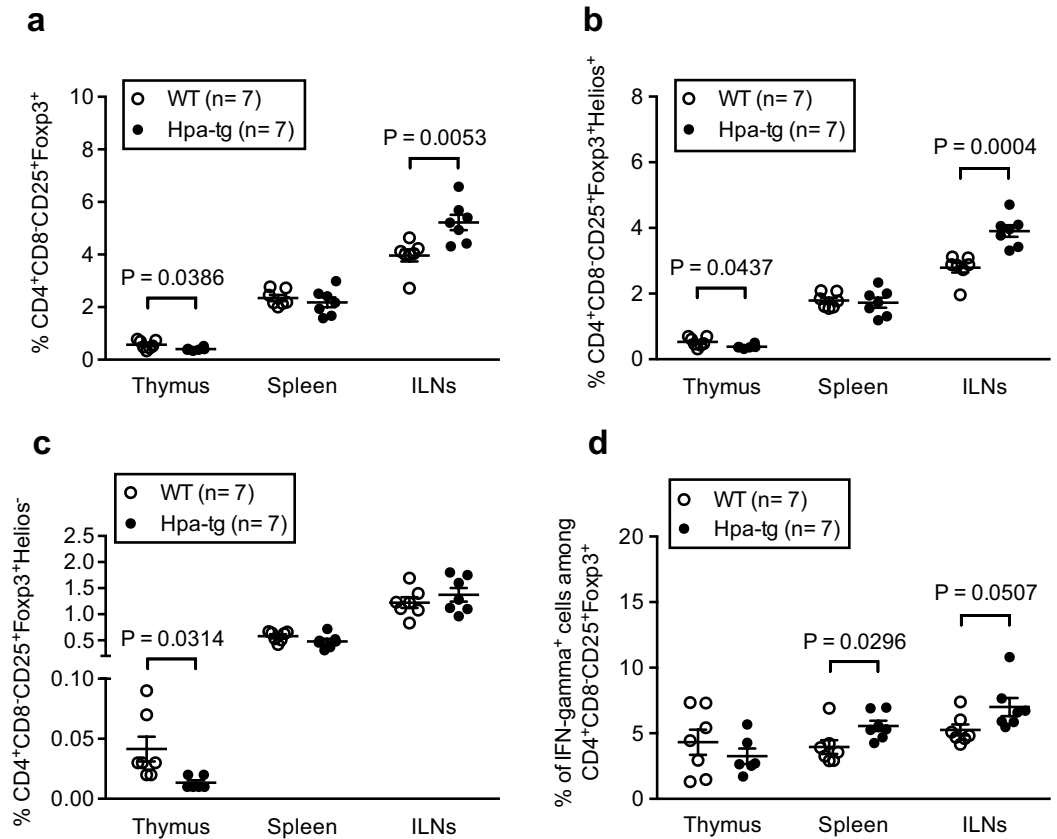 a
WT (n= 7)
Hpa-tg (n= 7)
% CD4⁺CD8⁻CD25⁺Foxp3⁺
10
8
6
4
2
0
P = 0.0386
P = 0.0053
Thymus Spleen ILNs
b
WT (n= 7)
Hpa-tg (n= 7)
% CD4⁺CD8⁻CD25⁺Foxp3⁺Helios⁺
8
6
4
2
0
P = 0.0437
P = 0.0004
Thymus Spleen ILNs
c
WT (n= 7)
Hpa-tg (n= 7)
% CD4⁺CD8⁻CD25⁺Foxp3⁺Helios⁻
2.5
2.0
1.5
1.0
0.5
0.10
0.05
0.00
P = 0.0314
Thymus Spleen ILNs
d
WT (n= 7)
Hpa-tg (n= 7)
% of IFN-gamma⁺ cells among
CD4⁺CD8⁻CD25⁺Foxp3⁺
20
15
10
5
0
P = 0.0296
P = 0.0507
Thymus Spleen ILNs